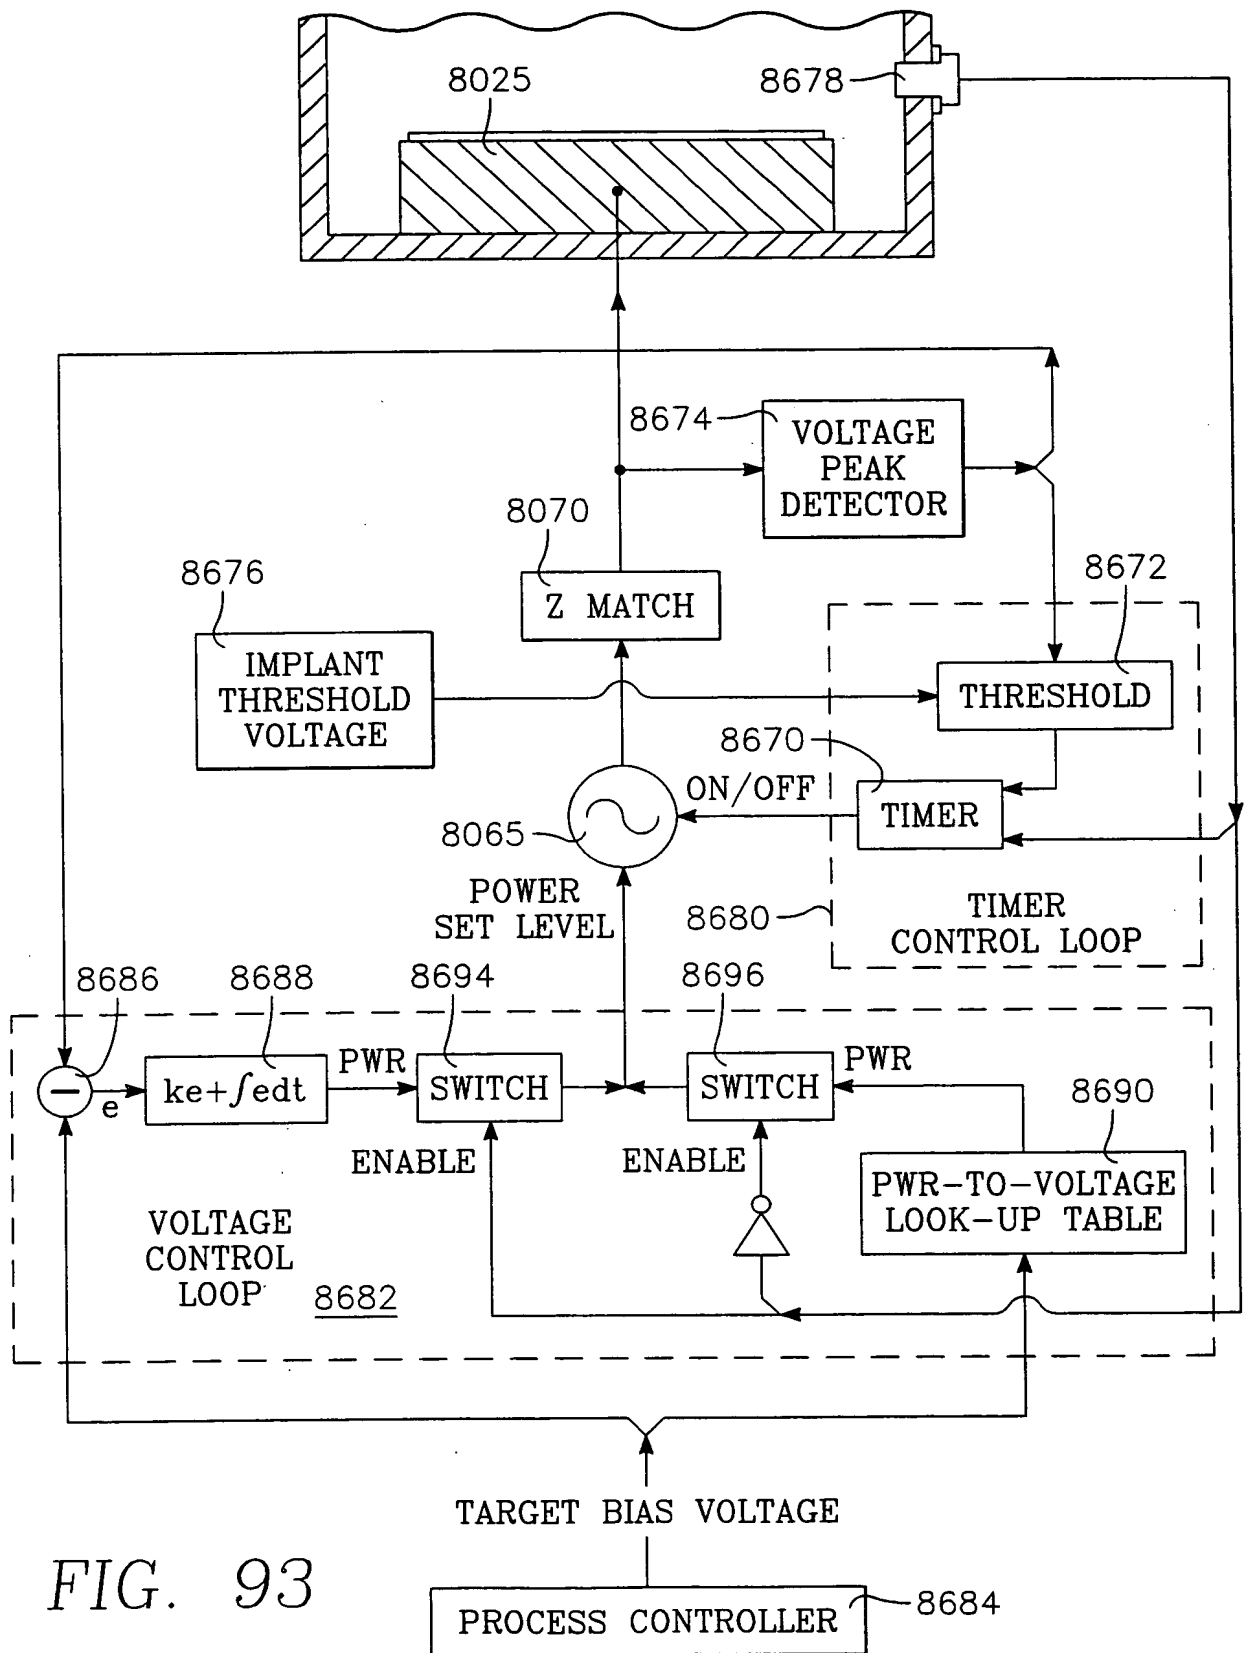 8025
8678
8674
VOLTAGE
PEAK
DETECTOR
8070
Z MATCH
8676
IMPLANT
THRESHOLD
VOLTAGE
8672
THRESHOLD
8670
TIMER
ON/OFF
8065
POWER
SET LEVEL
8680
TIMER
CONTROL LOOP
8686
8688
8694
8696
e
ke+∫edt
PWR
SWITCH
SWITCH
PWR
8690
ENABLE
ENABLE
PWR-TO-VOLTAGE
LOOK-UP TABLE
VOLTAGE
CONTROL
LOOP
8682
TARGET BIAS VOLTAGE
FIG. 93
PROCESS CONTROLLER
8684